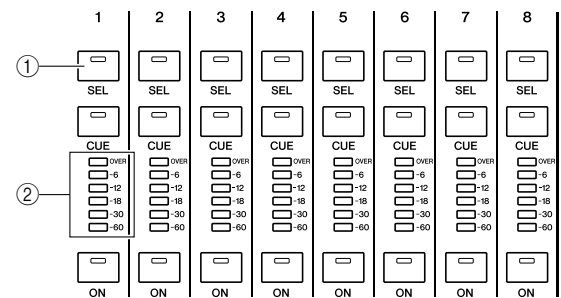 1 2 3 4 5 6 7 8
①
SEL SEL SEL SEL SEL SEL SEL SEL
CUE CUE CUE CUE CUE CUE CUE CUE
OVER OVER OVER OVER OVER OVER OVER OVER
-6 -6 -6 -6 -6 -6 -6 -6
-12 -12 -12 -12 -12 -12 -12 -12
②
-18 -18 -18 -18 -18 -18 -18 -18
-30 -30 -30 -30 -30 -30 -30 -30
-60 -60 -60 -60 -60 -60 -60 -60
ON ON ON ON ON ON ON ON